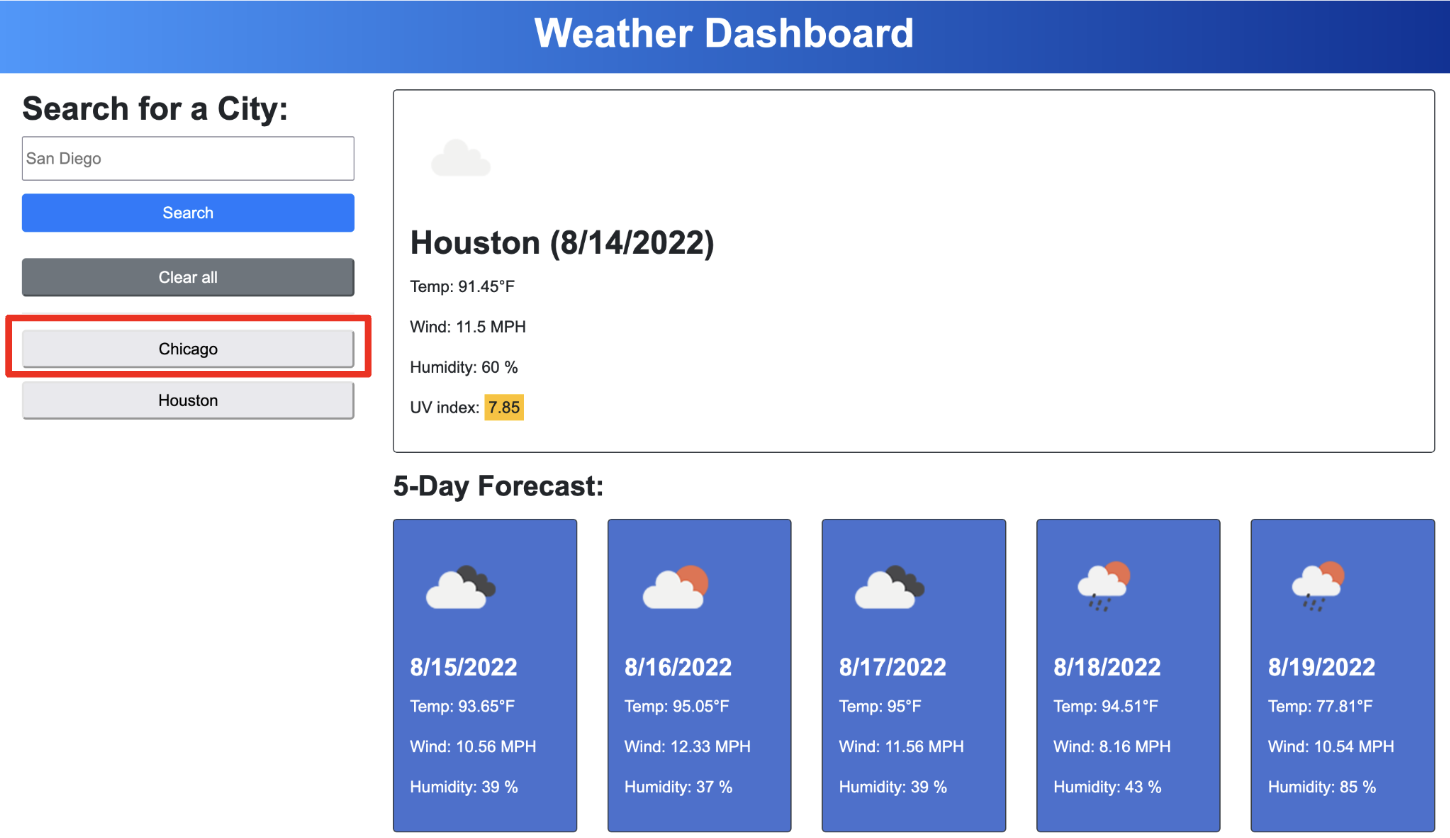 Weather Dashboard
Search for a City:
San Diego
Search
Clear all
Chicago
Houston
Houston (8/14/2022)
Temp: 91.45°F
Wind: 11.5 MPH
Humidity: 60 %
UV index: 7.85
5-Day Forecast:
8/15/2022
Temp: 93.65°F
Wind: 10.56 MPH
Humidity: 39 %
8/16/2022
Temp: 95.05°F
Wind: 12.33 MPH
Humidity: 37 %
8/17/2022
Temp: 95°F
Wind: 11.56 MPH
Humidity: 39 %
8/18/2022
Temp: 94.51°F
Wind: 8.16 MPH
Humidity: 43 %
8/19/2022
Temp: 77.81°F
Wind: 10.54 MPH
Humidity: 85 %